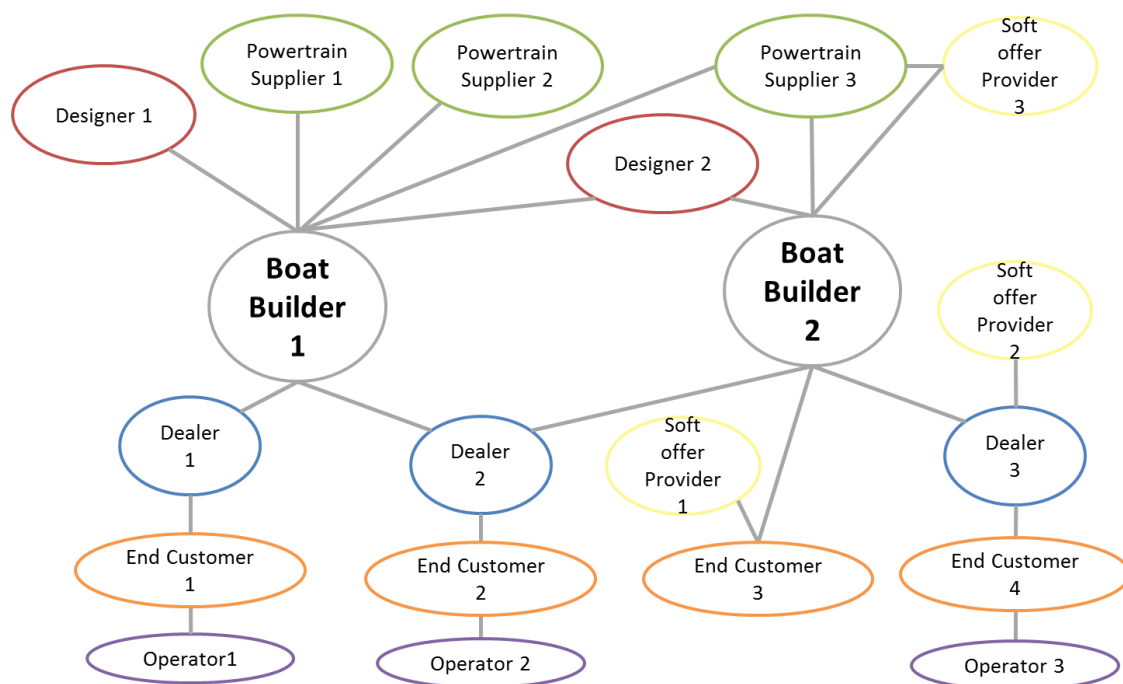 Powertrain
Supplier 1
Powertrain
Supplier 2
Powertrain
Supplier 3
Soft
offer
Provider
3
Designer 1
Designer 2
Boat
Builder
1
Boat
Builder
2
Soft
offer
Provider
2
Dealer
1
Dealer
2
Soft
offer
Provider
1
Dealer
3
End Customer
1
End Customer
2
End Customer
3
End Customer
4
Operator1
Operator 2
Operator 3